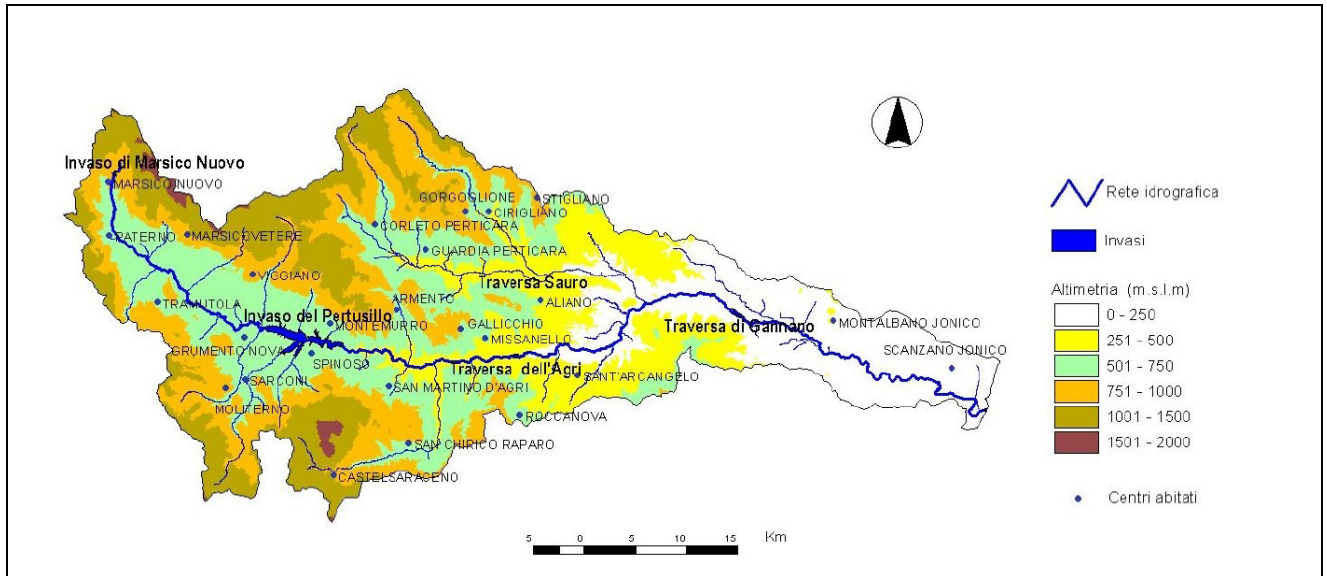 Invaso di Marsico Nuovo
MARSICO NUOVO
PATERNO
MARSICOVETERE
VIGGIANO
TRAMUTOLA
Invaso del Pertusillo
MONTEMURRO
GRUMENTO NOVA
SPINOSO
SARCONI
MOLITERNO
GORGOGLIONE
STIGLIANO
CIRIGLIANO
CORLETO PERTICARA
GUARDIA PERTICARA
Traversa Sauro
ARMENTO
ALIANO
GALLICCHIO
MISSANELLO
Traversa dell'Agri
SAN MARTINO D'AGRI
SANT'ARCANGELO
ROCCANOVA
SAN CHIRICO RAPARO
CASTELSARACENO
Traversa di Gannano
MONTALBANO JONICO
SCANZANO JONICO
Rete idrografica
Invasi
Altimetria (m.s.l.m)
0 - 250
251 - 500
501 - 750
751 - 1000
1001 - 1500
1501 - 2000
Centri abitati
5 0 5 10 15 Km